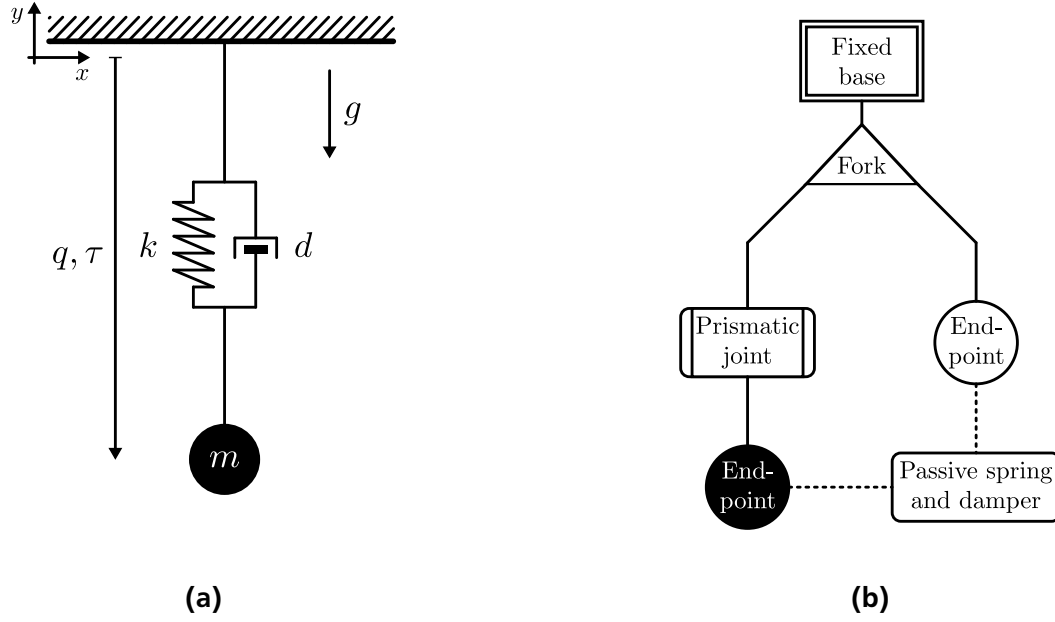 y
x
g
q, τ
k
d
m
(a)
Fixed
base
Fork
Prismatic
joint
End-
point
End-
point
Passive spring
and damper
(b)